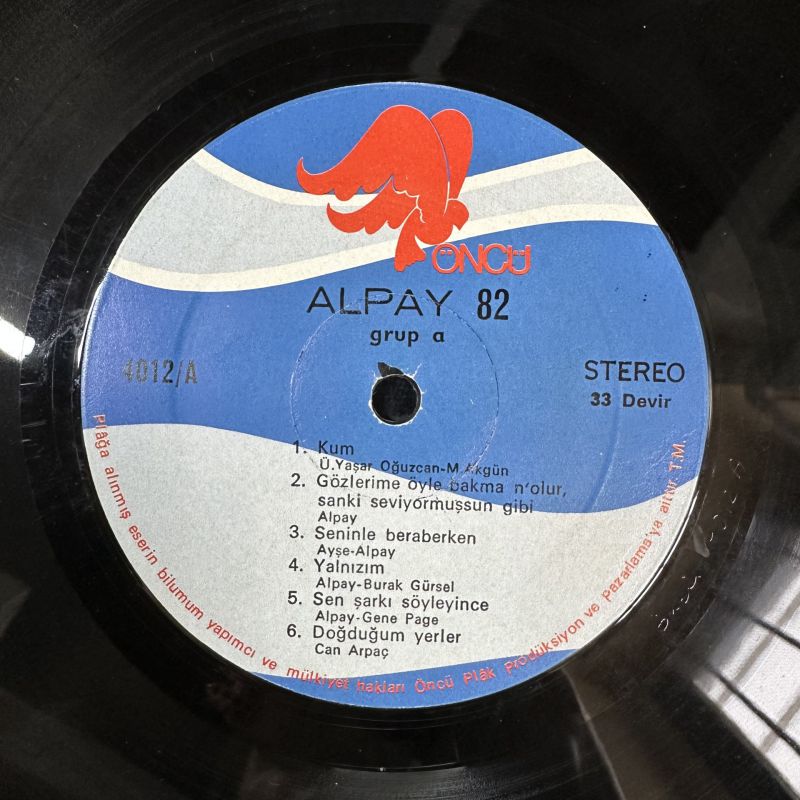 ÖNCÜ
ALPAY 82
grup a
4012/A
STEREO
33 Devir
1. Kum
Ü.Yaşar Oğuzcan-M.Akgün
2. Gözlerime öyle bakma n'olur,
sanki seviyormuşsun gibi
Alpay
3. Seninle beraberken
Ayşe-Alpay
4. Yalnızım
Alpay-Burak Gürsel
5. Sen şarkı söyleyince
Alpay-Gene Page
6. Doğduğum yerler
Can Arpaç
Plâğa alınmış eserin bilumum yapımcı ve mülkiyet hakları Öncü Plâk Prodüksiyon ve Pazarlama'ya aittir T.M.